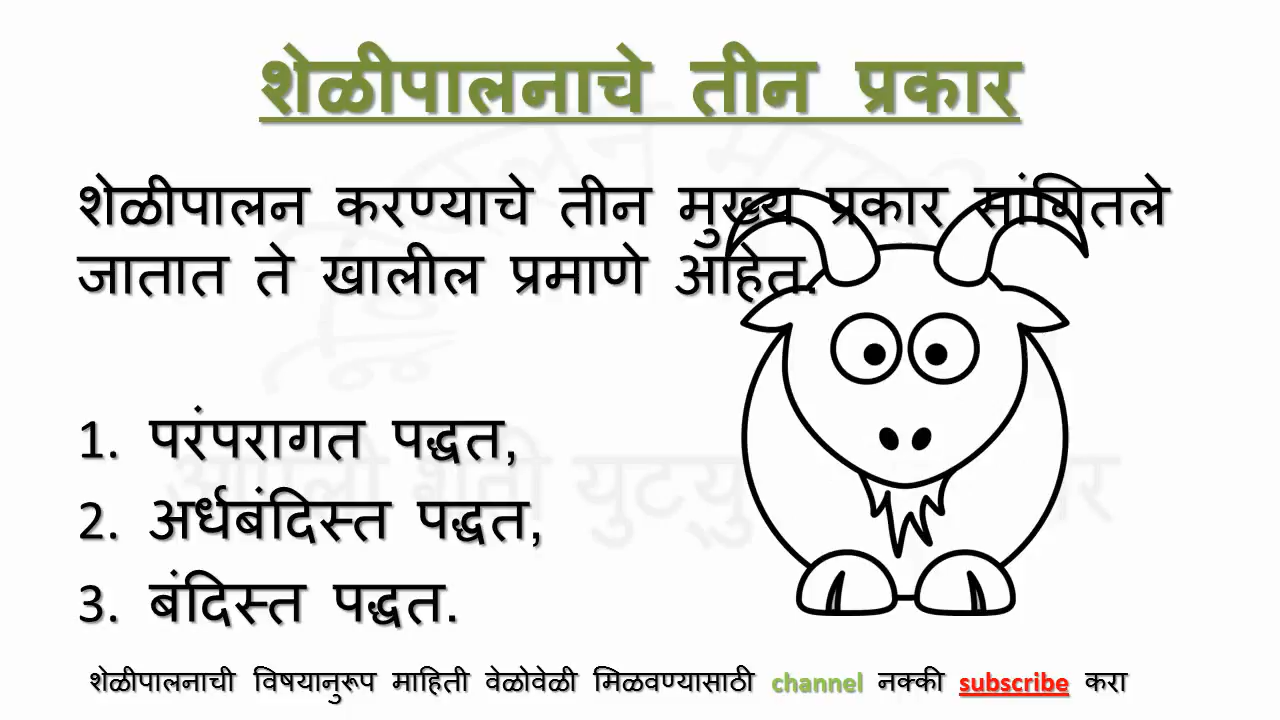 शेळीपालनाचे तीन प्रकार
शेळीपालन करण्याचे तीन मुख्य प्रकार सांगितले
जातात ते खालील प्रमाणे आहेत.
1. परंपरागत पद्धत,
2. अर्धबंदिस्त पद्धत,
3. बंदिस्त पद्धत.
शेळीपालनाची विषयानुरूप माहिती वेळोवेळी मिळवण्यासाठी channel नक्की subscribe करा